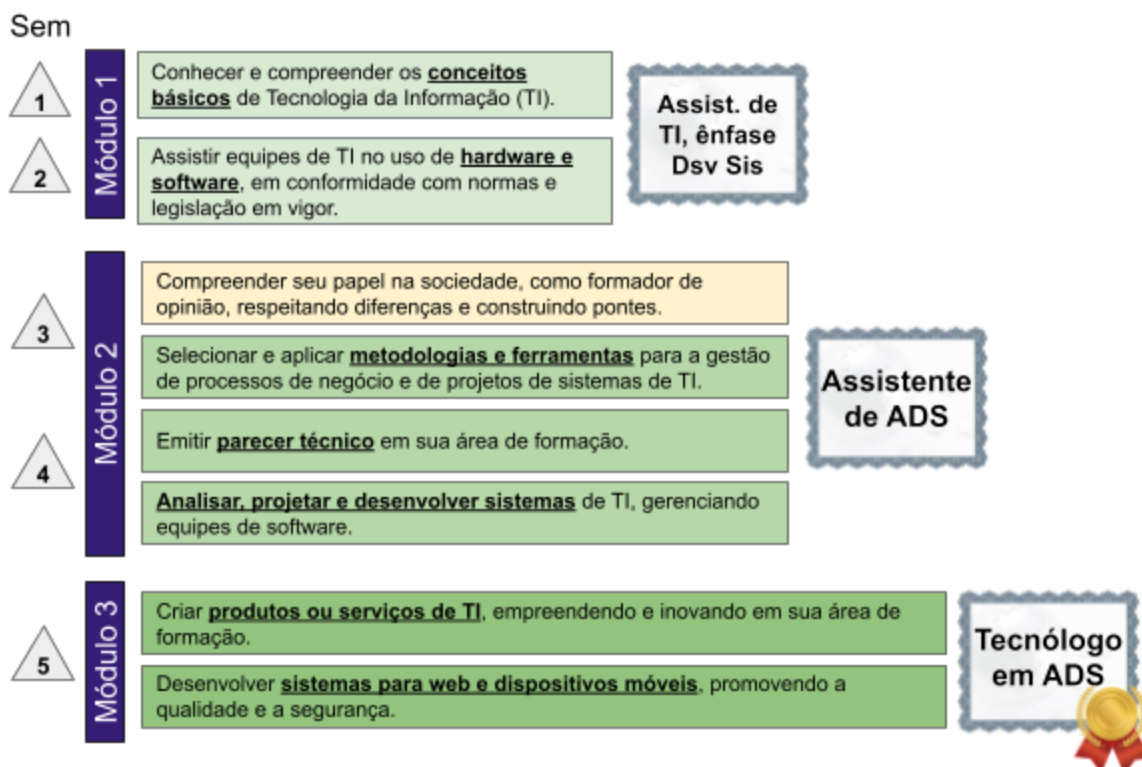 Sem
1
2
Módulo 1
Conhecer e compreender os conceitos
básicos de Tecnologia da Informação (TI).
Assistir equipes de TI no uso de hardware e
software, em conformidade com normas e
legislação em vigor.
Assist. de
TI, ênfase
Dsv Sis
3
4
Módulo 2
Compreender seu papel na sociedade, como formador de
opinião, respeitando diferenças e construindo pontes.
Selecionar e aplicar metodologias e ferramentas para a gestão
de processos de negócio e de projetos de sistemas de TI.
Emitir parecer técnico em sua área de formação.
Analisar, projetar e desenvolver sistemas de TI, gerenciando
equipes de software.
Assistente
de ADS
5
Módulo 3
Criar produtos ou serviços de TI, empreendendo e inovando em sua área de
formação.
Desenvolver sistemas para web e dispositivos móveis, promovendo a
qualidade e a segurança.
Tecnólogo
em ADS